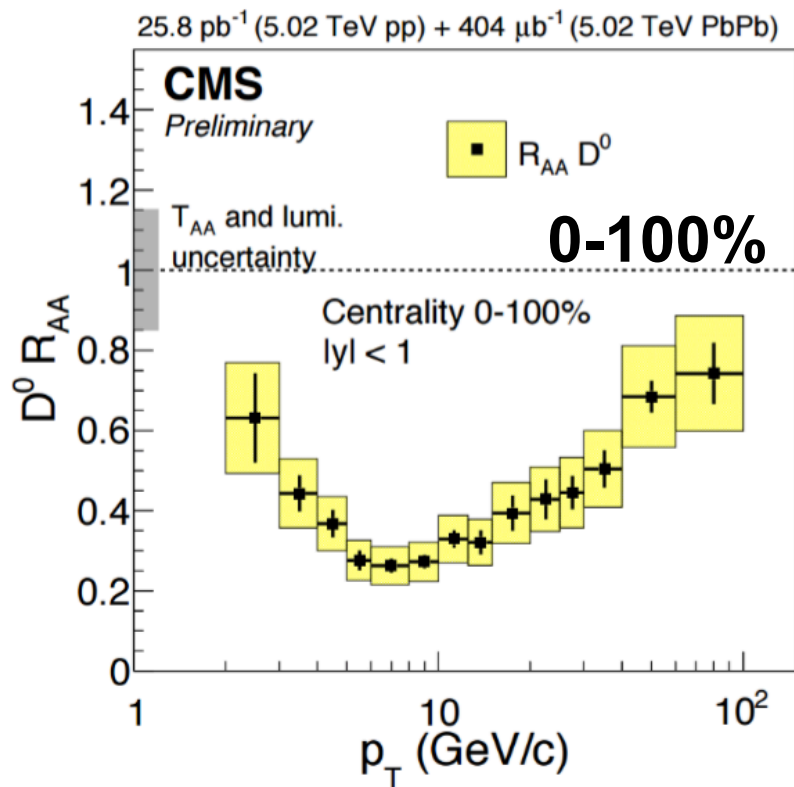 25.8 pb⁻¹ (5.02 TeV pp) + 404 μb⁻¹ (5.02 TeV PbPb)
CMS
Preliminary
R_AA D⁰
T_AA and lumi.
uncertainty
0-100%
Centrality 0-100%
|y| < 1
D⁰ R_AA
1.4
1.2
1
0.8
0.6
0.4
0.2
0
1
10
10²
p_T (GeV/c)